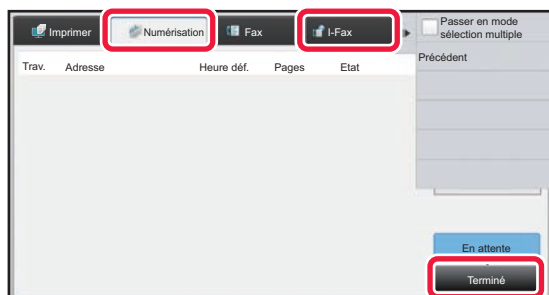 Imprimer Numérisation Fax I-Fax
Passer en mode
sélection multiple
Précédent
Trav. Adresse Heure déf. Pages Etat
En attente
Terminé